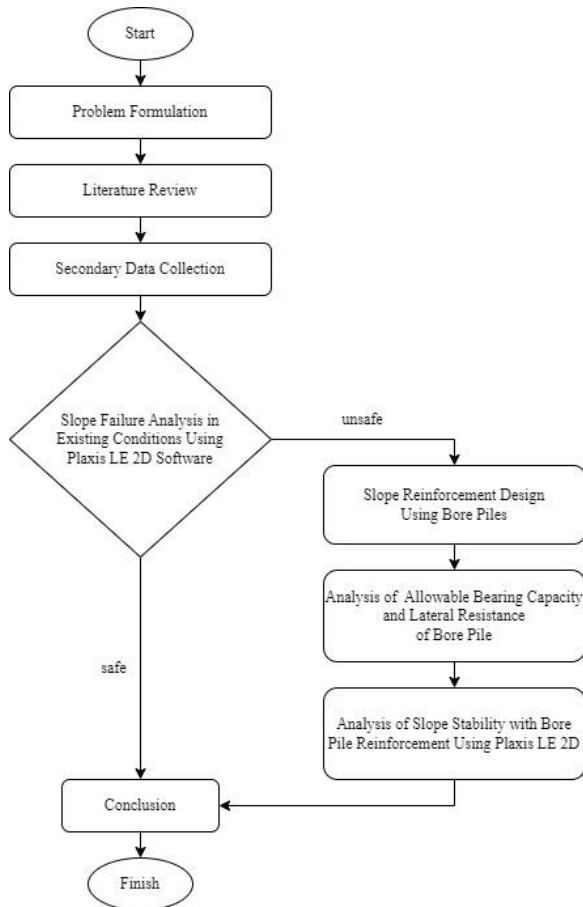 Start
Problem Formulation
Literature Review
Secondary Data Collection
Slope Failure Analysis in
Existing Conditions Using
Plaxis LE 2D Software
unsafe
Slope Reinforcement Design
Using Bore Piles
Analysis of Allowable Bearing Capacity
and Lateral Resistance
of Bore Pile
safe
Analysis of Slope Stability with Bore
Pile Reinforcement Using Plaxis LE 2D
Conclusion
Finish